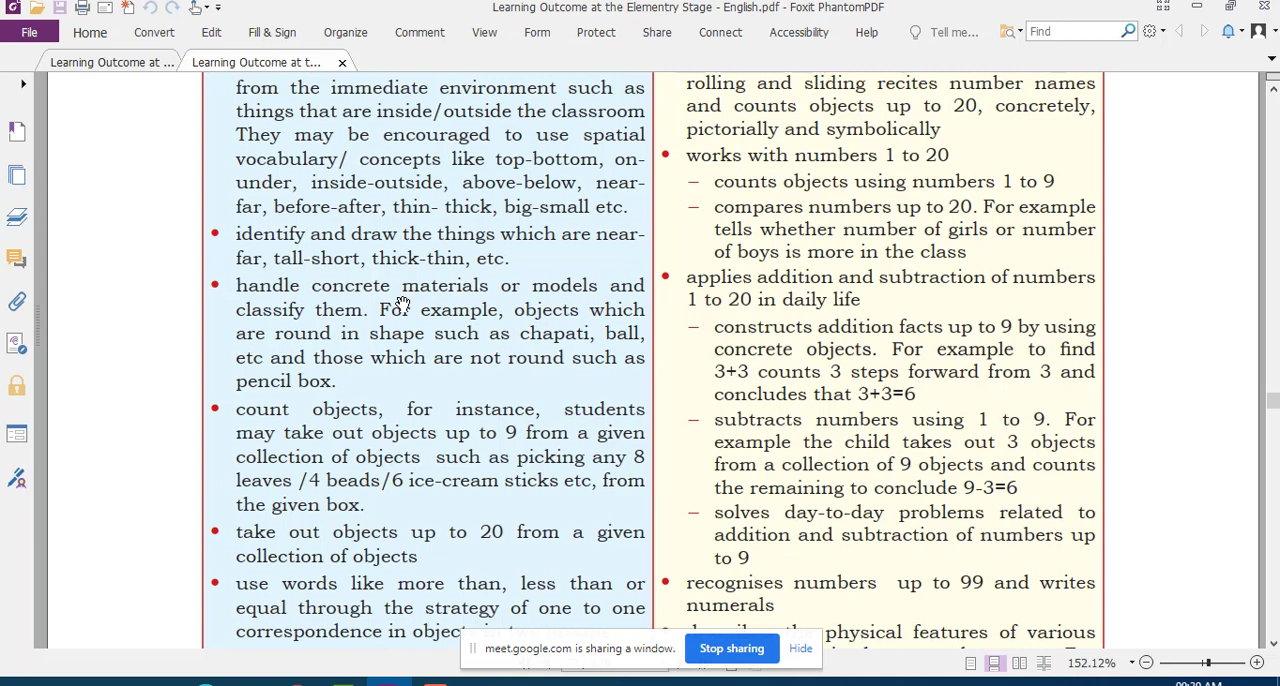 Learning Outcome at the Elementry Stage - English.pdf - Foxit PhantomPDF
File Home Convert Edit Fill & Sign Organize Comment View Form Protect Share Connect Accessibility Help Tell me... Find
Learning Outcome at ... Learning Outcome at t...
from the immediate environment such as
things that are inside/outside the classroom
They may be encouraged to use spatial
vocabulary/ concepts like top-bottom, on-
under, inside-outside, above-below, near-
far, before-after, thin- thick, big-small etc.
• identify and draw the things which are near-
far, tall-short, thick-thin, etc.
• handle concrete materials or models and
classify them. For example, objects which
are round in shape such as chapati, ball,
etc and those which are not round such as
pencil box.
• count objects, for instance, students
may take out objects up to 9 from a given
collection of objects such as picking any 8
leaves /4 beads/6 ice-cream sticks etc, from
the given box.
• take out objects up to 20 from a given
collection of objects
• use words like more than, less than or
equal through the strategy of one to one
correspondence in
rolling and sliding recites number names
and counts objects up to 20, concretely,
pictorially and symbolically
• works with numbers 1 to 20
– counts objects using numbers 1 to 9
– compares numbers up to 20. For example
tells whether number of girls or number
of boys is more in the class
• applies addition and subtraction of numbers
1 to 20 in daily life
– constructs addition facts up to 9 by using
concrete objects. For example to find
3+3 counts 3 steps forward from 3 and
concludes that 3+3=6
– subtracts numbers using 1 to 9. For
example the child takes out 3 objects
from a collection of 9 objects and counts
the remaining to conclude 9-3=6
– solves day-to-day problems related to
addition and subtraction of numbers up
to 9
• recognises numbers up to 99 and writes
numerals
physical features of various
meet.google.com is sharing a window. Stop sharing Hide
152.12%